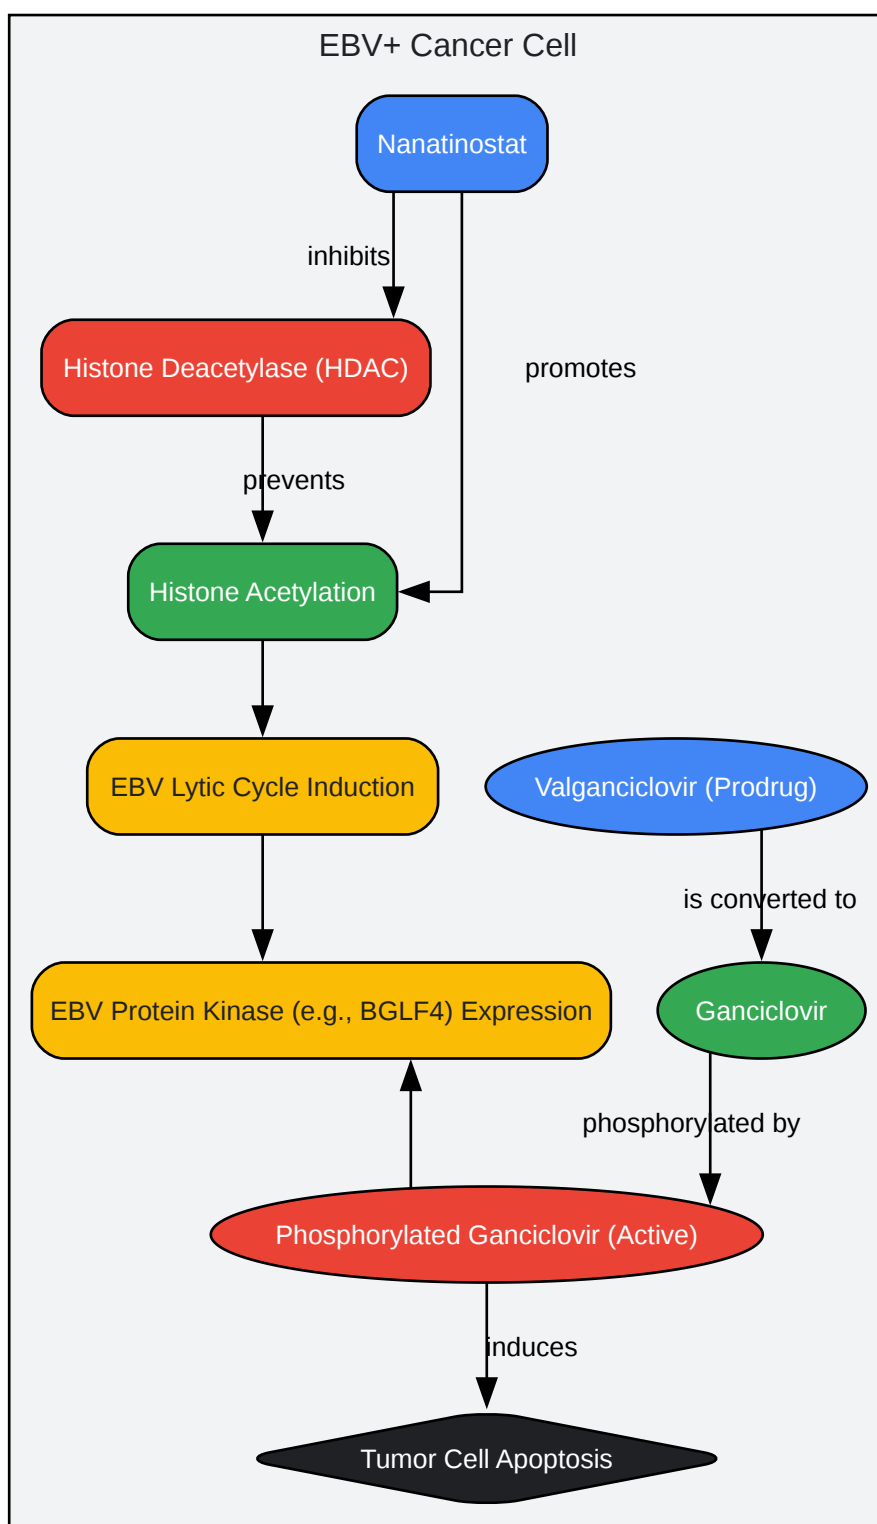 EBV+ Cancer Cell
Nanatinostat
inhibits
Histone Deacetylase (HDAC)
promotes
prevents
Histone Acetylation
EBV Lytic Cycle Induction
Valganciclovir (Prodrug)
is converted to
EBV Protein Kinase (e.g., BGLF4) Expression
Ganciclovir
phosphorylated by
Phosphorylated Ganciclovir (Active)
induces
Tumor Cell Apoptosis